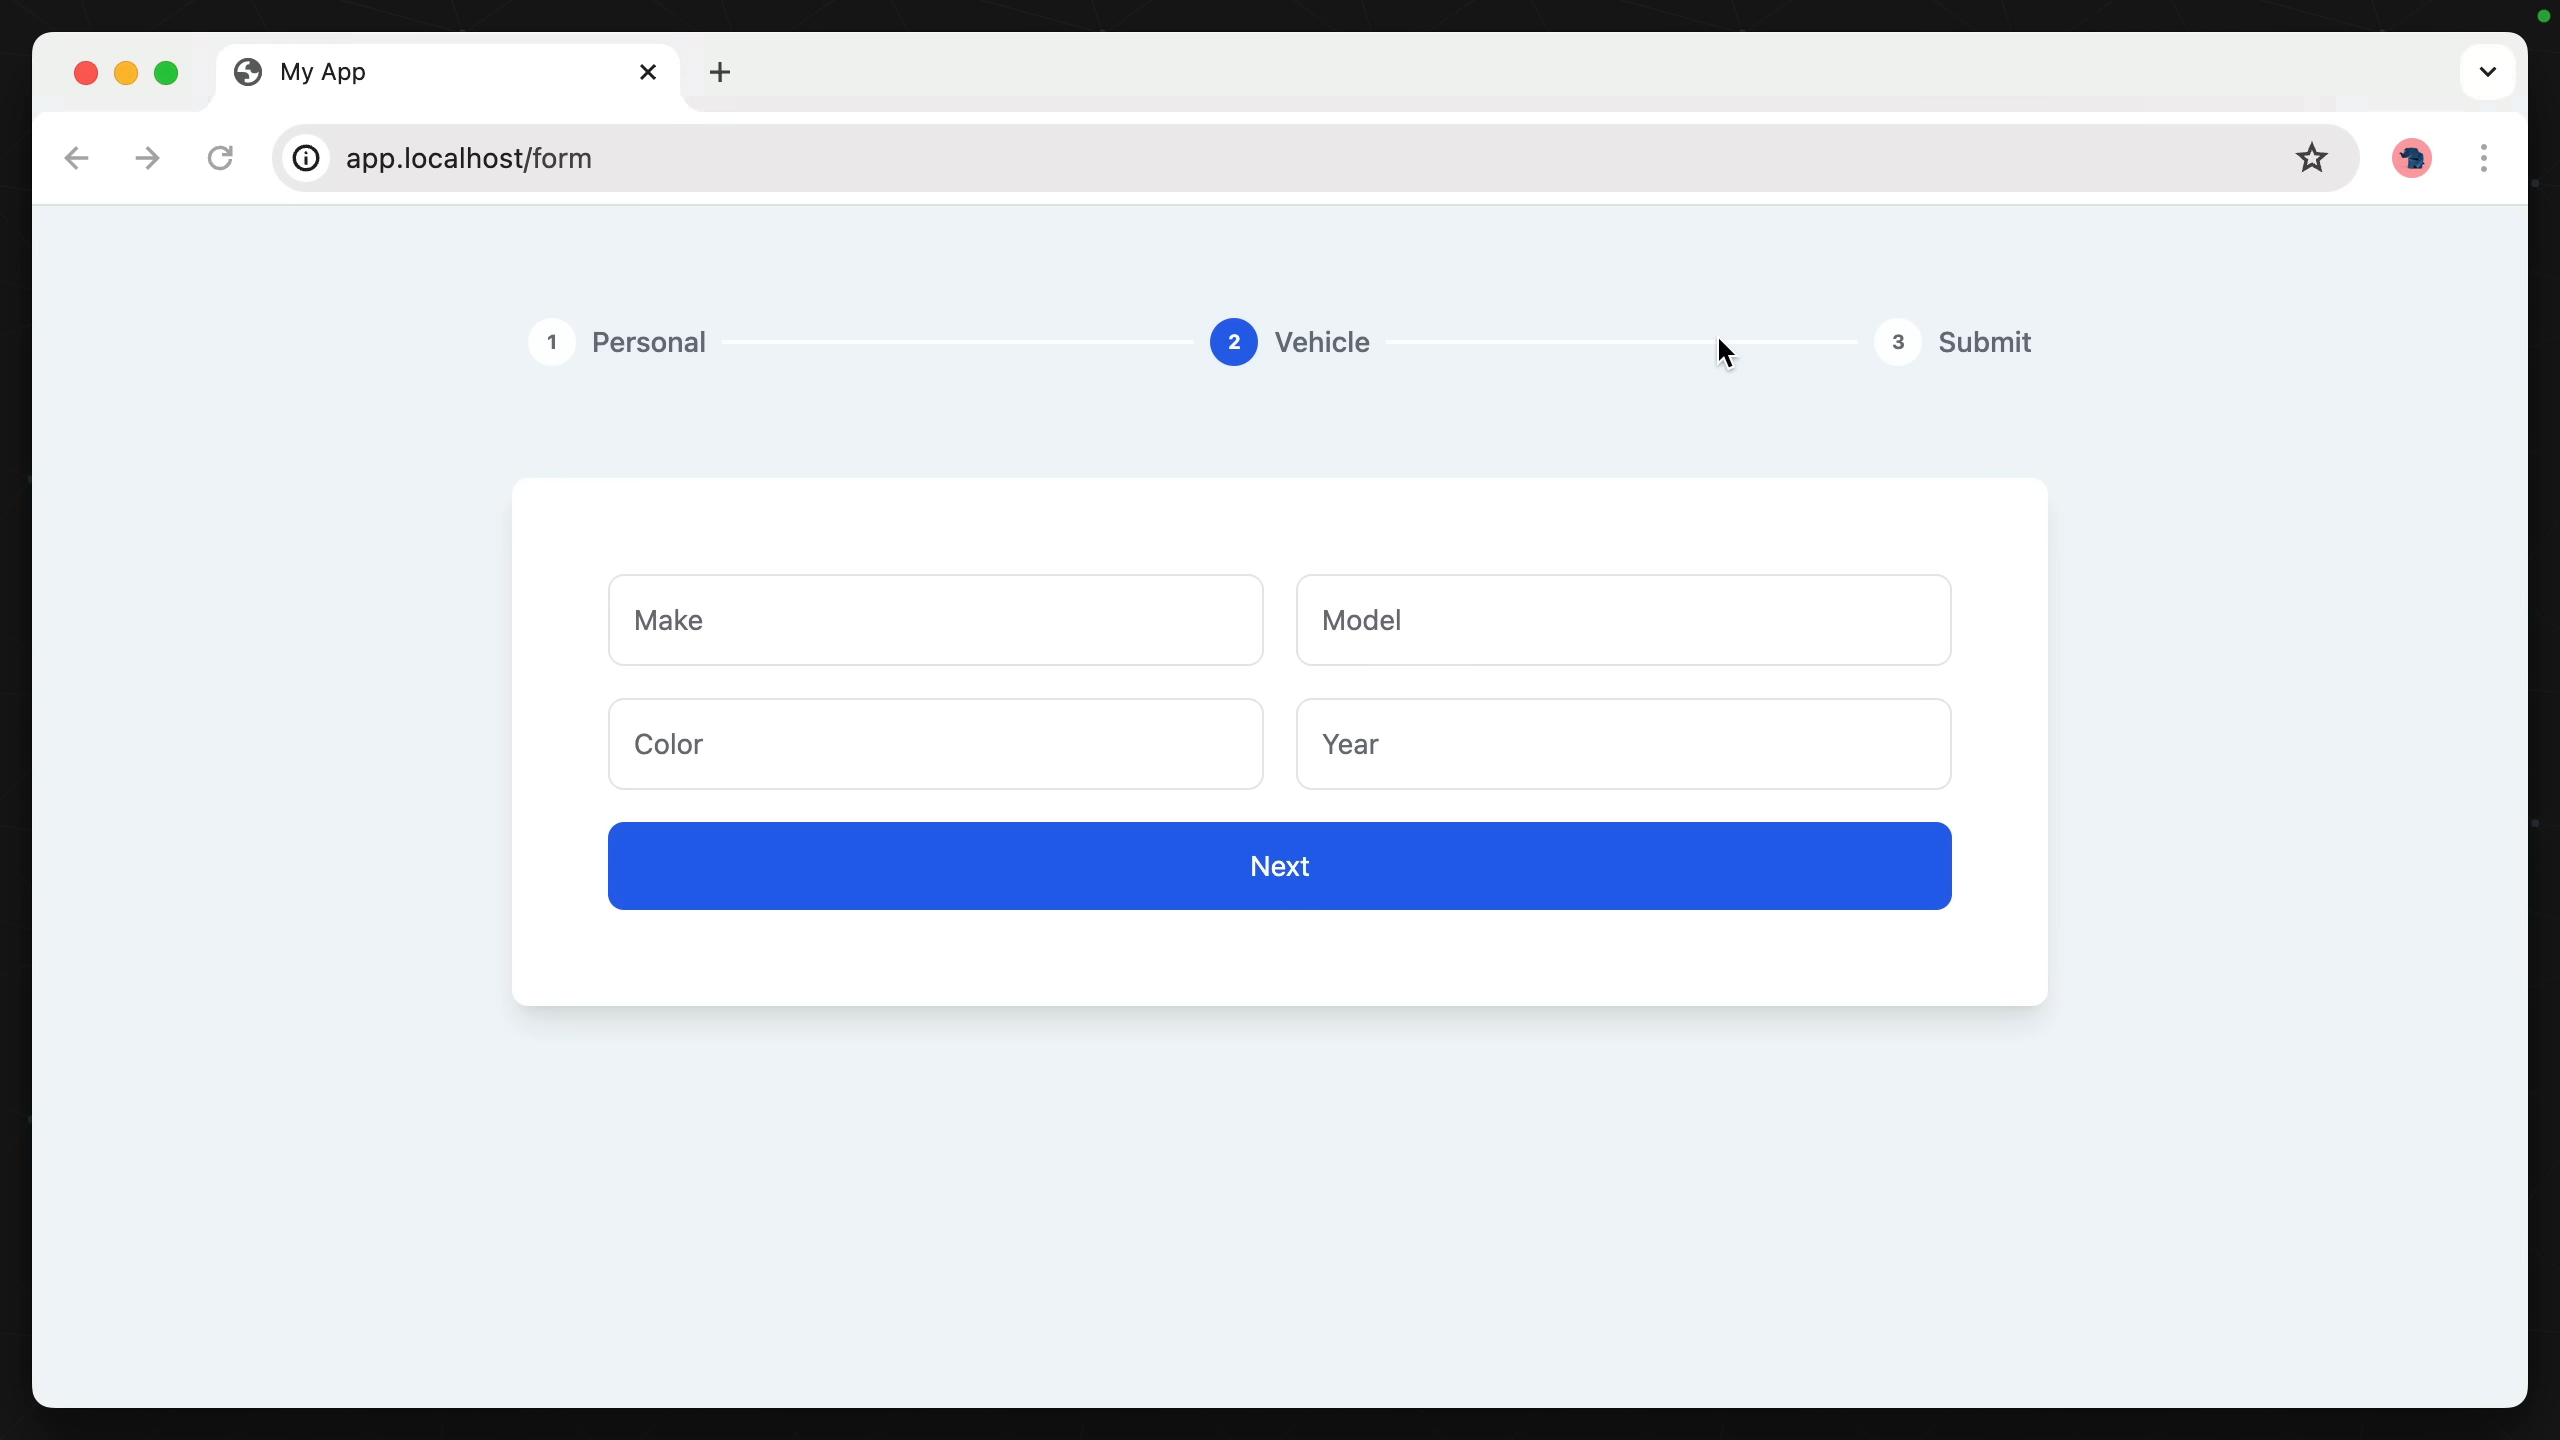 My App
app.localhost/form
1 Personal 2 Vehicle 3 Submit
Make Model
Color Year
Next